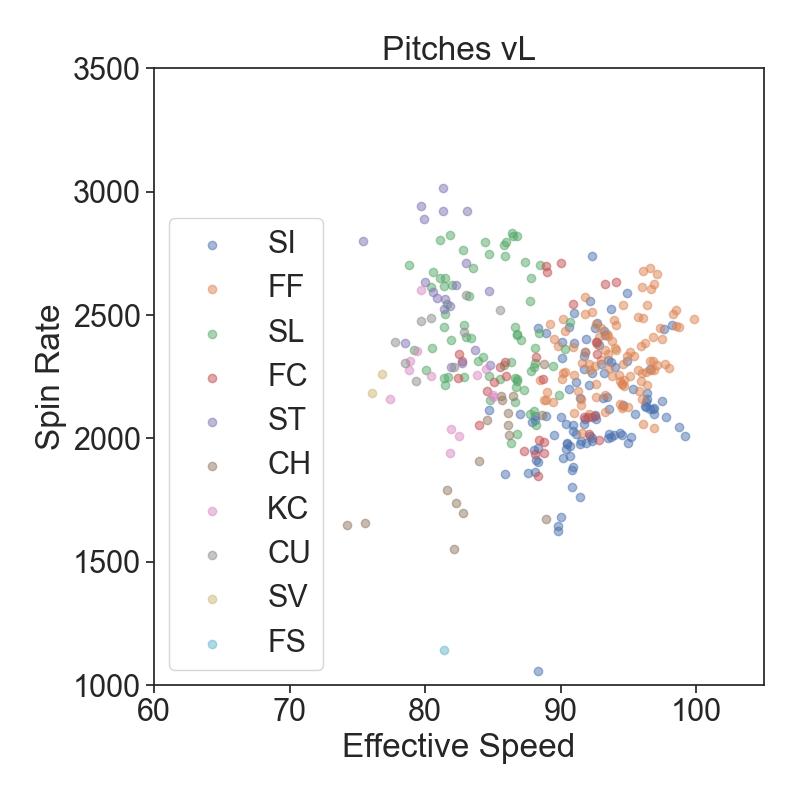 Pitches vL
3500
3000
2500
2000
1500
1000
Spin Rate
SI
FF
SL
FC
ST
CH
KC
CU
SV
FS
60 70 80 90 100
Effective Speed